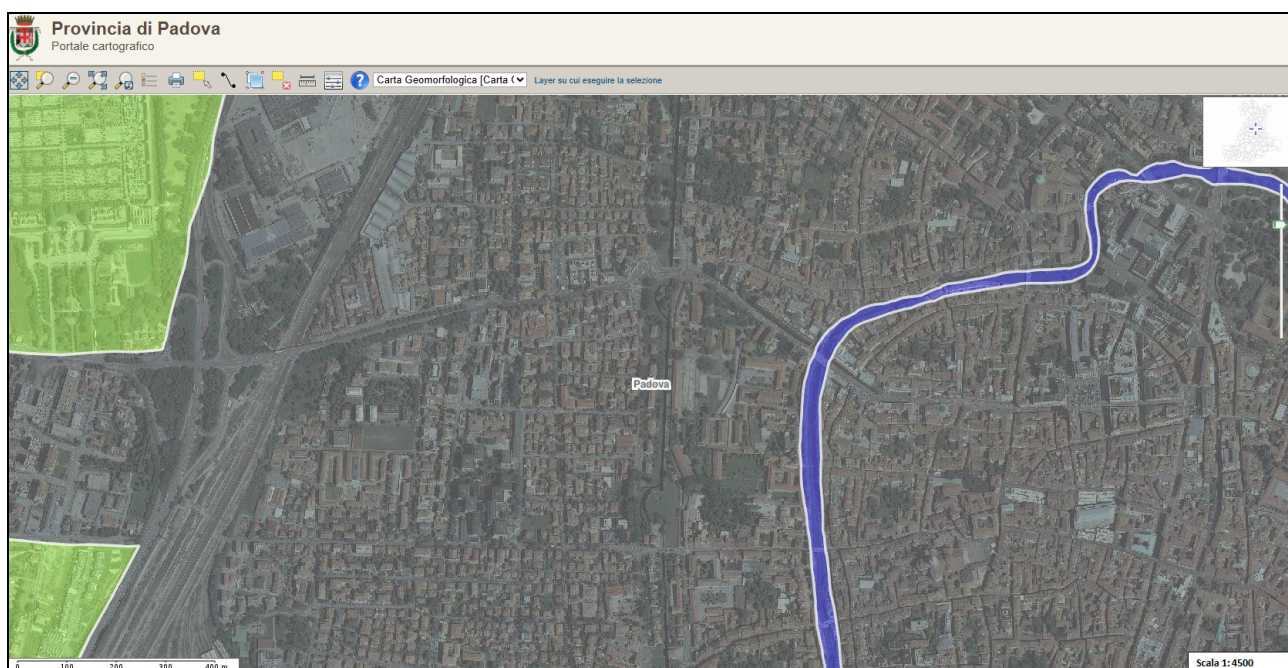 Provincia di Padova
Portale cartografico
Carta Geomorfologica [Carta (
Layer su cui eseguire la selezione
Padova
0 100 200 300 400 m
Scala 1:4500